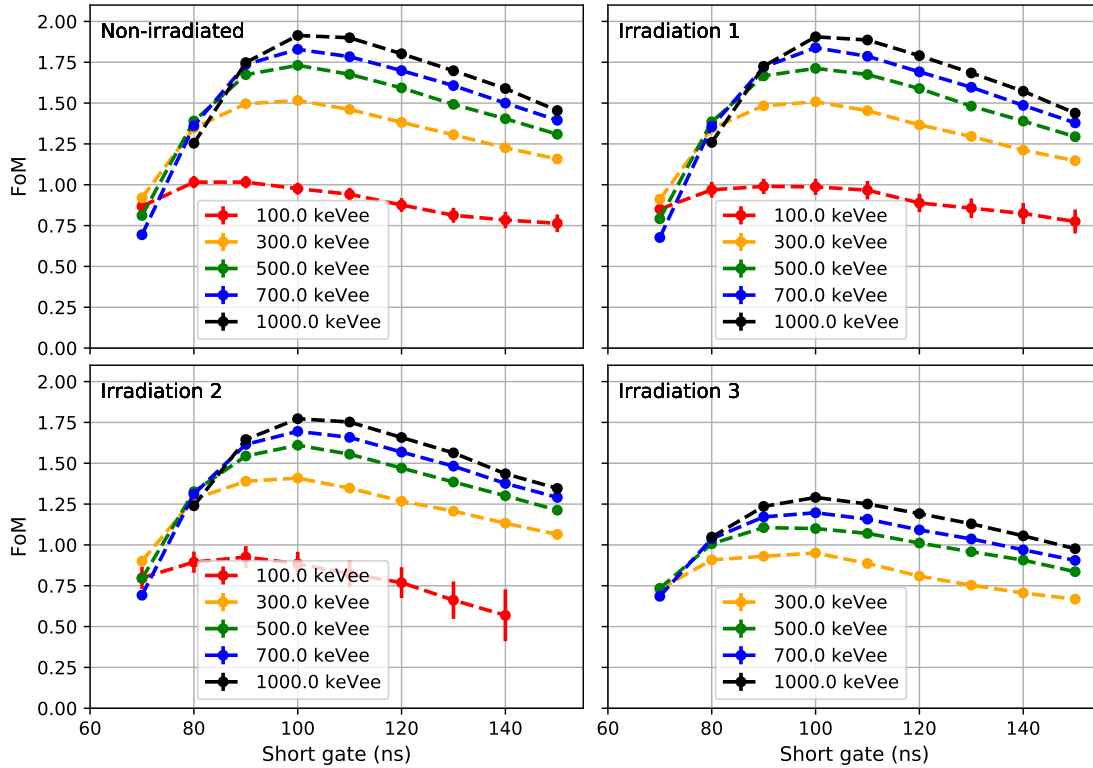 Non-irradiated
2.00
1.75
1.50
1.25
1.00
0.75
0.50
0.25
0.00
FoM
100.0 keVee
300.0 keVee
500.0 keVee
700.0 keVee
1000.0 keVee
Irradiation 1
100.0 keVee
300.0 keVee
500.0 keVee
700.0 keVee
1000.0 keVee
Irradiation 2
2.00
1.75
1.50
1.25
1.00
0.75
0.50
0.25
0.00
FoM
100.0 keVee
300.0 keVee
500.0 keVee
700.0 keVee
1000.0 keVee
60 80 100 120 140
Short gate (ns)
Irradiation 3
300.0 keVee
500.0 keVee
700.0 keVee
1000.0 keVee
60 80 100 120 140
Short gate (ns)